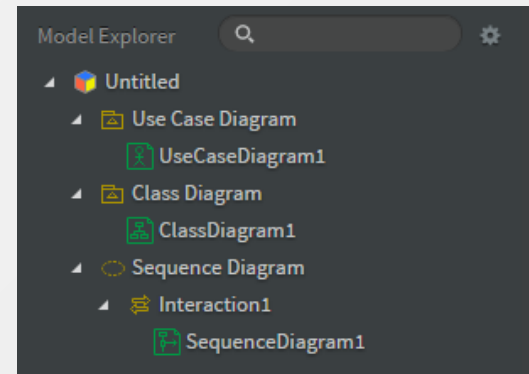 Model Explorer
Untitled
Use Case Diagram
UseCaseDiagram1
Class Diagram
ClassDiagram1
Sequence Diagram
Interaction1
SequenceDiagram1